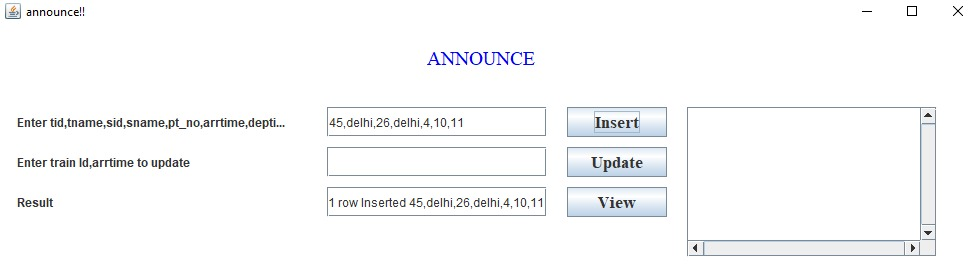 announce!!
ANNOUNCE
Enter tid,tname,sid,sname,pt_no,arrtime,depti... 45,delhi,26,delhi,4,10,11 Insert
Enter train Id,arrtime to update Update
Result 1 row Inserted 45,delhi,26,delhi,4,10,11 View